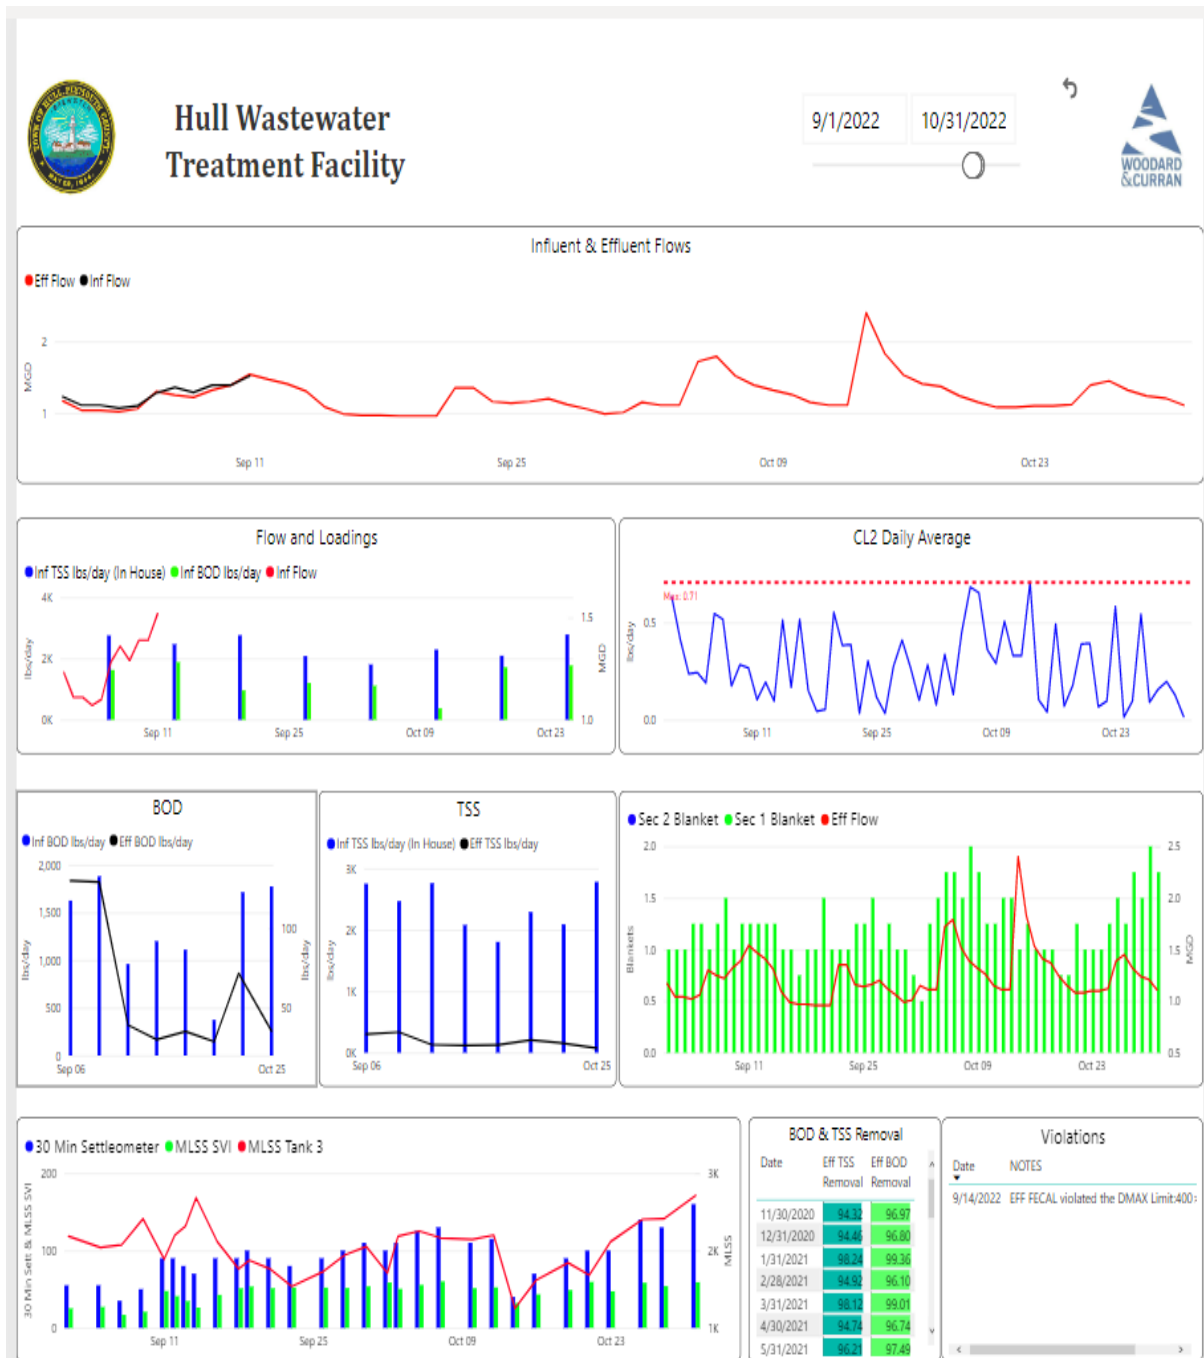 Hull Wastewater
Treatment Facility
9/1/2022 10/31/2022
WOODARD
&CURRAN
Influent & Effluent Flows
Eff Flow Inf Flow
MGD
2
1
Sep 11 Sep 25 Oct 09 Oct 23
Flow and Loadings
Inf TSS lbs/day (In House) Inf BOD lbs/day Inf Flow
lbs/day
4K
2K
0K
1.5
1.0
MGD
Sep 11 Sep 25 Oct 09 Oct 23
CL2 Daily Average
Max: 0.71
lbs/day
0.5
0.0
Sep 11 Sep 25 Oct 09 Oct 23
BOD
Inf BOD lbs/day Eff BOD lbs/day
lbs/day
2,000
1,500
1,000
500
0
100
50
lbs/day
Sep 06 Oct 25
TSS
Inf TSS lbs/day (In House) Eff TSS lbs/day
lbs/day
3K
2K
1K
0K
Sep 06 Oct 25
Sec 2 Blanket Sec 1 Blanket Eff Flow
Blankets
2.0
1.5
1.0
0.5
0.0
2.5
2.0
1.5
1.0
0.5
MGD
Sep 11 Sep 25 Oct 09 Oct 23
30 Min Settleometer MLSS SVI MLSS Tank 3
30 Min Sett & MLSS SVI
200
100
0
3K
2K
1K
MLSS
Sep 11 Sep 25 Oct 09 Oct 23
BOD & TSS Removal
Date Eff TSS Eff BOD
Removal Removal
11/30/2020 94.32 96.97
12/31/2020 94.46 96.80
1/31/2021 98.24 99.36
2/28/2021 94.92 96.10
3/31/2021 98.12 99.01
4/30/2021 94.74 96.74
5/31/2021 96.21 97.49
Violations
Date NOTES
9/14/2022 EFF FECAL violated the DMAX Limit:400